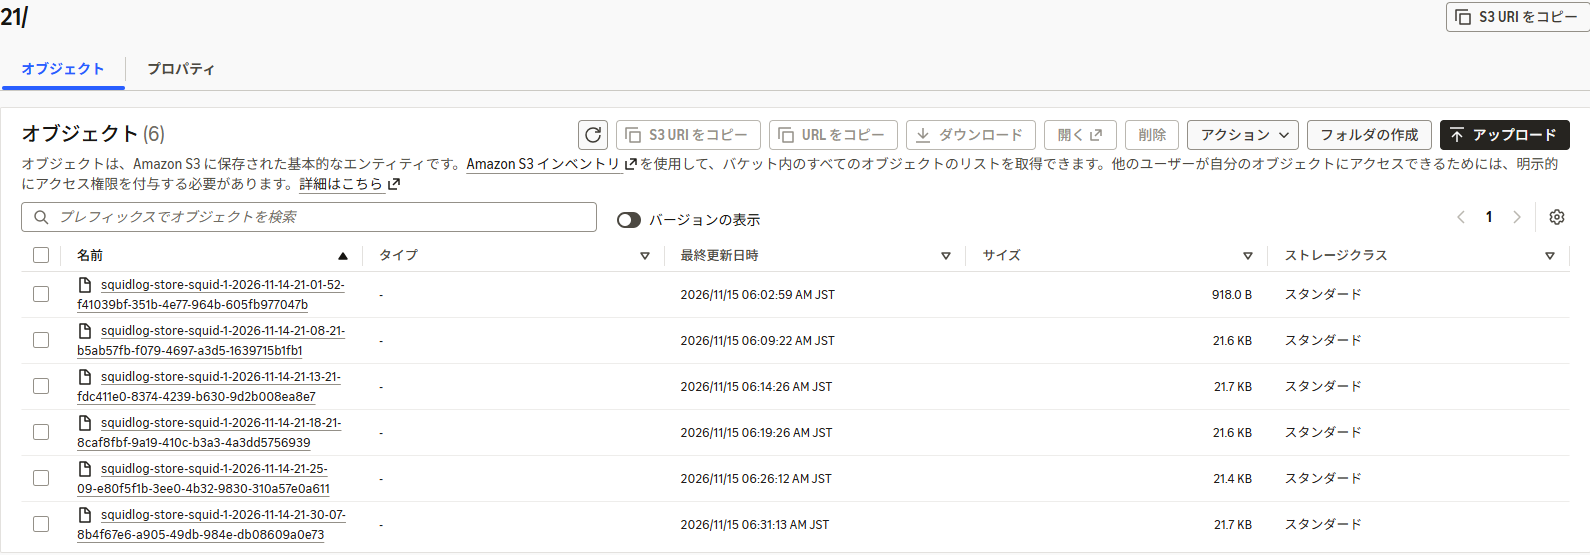 21/
S3 URI をコピー
オブジェクト
プロパティ
オブジェクト (6)
S3 URI をコピー
URL をコピー
ダウンロード
開く
削除
アクション
フォルダの作成
アップロード
オブジェクトは、Amazon S3 に保存された基本的なエンティティです。Amazon S3 インベントリ を使用して、バケット内のすべてのオブジェクトのリストを取得できます。他のユーザーが自分のオブジェクトにアクセスできるためには、明示的
にアクセス権限を付与する必要があります。詳細はこちら
プレフィックスでオブジェクトを検索
バージョンの表示
1
名前 タイプ 最終更新日時 サイズ ストレージクラス
squidlog-store-squid-1-2026-11-14-21-01-52-
f41039bf-351b-4e77-964b-605fb977047b
- 2026/11/15 06:02:59 AM JST 918.0 B スタンダード
squidlog-store-squid-1-2026-11-14-21-08-21-
b5ab57fb-f079-4697-a3d5-1639715b1fb1
- 2026/11/15 06:09:22 AM JST 21.6 KB スタンダード
squidlog-store-squid-1-2026-11-14-21-13-21-
fdc411e0-8374-4239-b630-9d2b008ea8e7
- 2026/11/15 06:14:26 AM JST 21.7 KB スタンダード
squidlog-store-squid-1-2026-11-14-21-18-21-
8caf8fbf-9a19-410c-b3a3-4a3dd5756939
- 2026/11/15 06:19:26 AM JST 21.6 KB スタンダード
squidlog-store-squid-1-2026-11-14-21-25-
09-e80f5f1b-3ee0-4b32-9830-310a57e0a611
- 2026/11/15 06:26:12 AM JST 21.4 KB スタンダード
squidlog-store-squid-1-2026-11-14-21-30-07-
8b4f67e6-a905-49db-984e-db08609a0e73
- 2026/11/15 06:31:13 AM JST 21.7 KB スタンダード